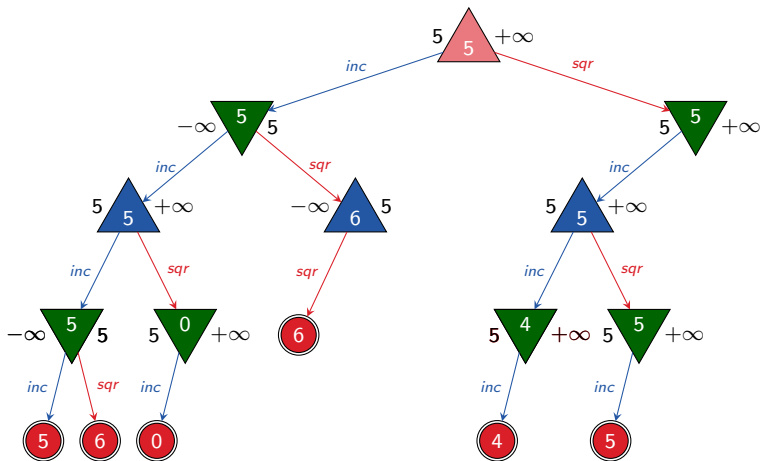 5 5 +∞
inc sqr
5 5
−∞ 5 5 +∞
inc sqr inc
5 5 +∞ −∞ 6 5 5 5 +∞
inc sqr sqr inc sqr
−∞ 5 5 5 0 +∞ 6 5 4 +∞ 5 5 +∞
inc sqr inc inc inc
5 6 0 4 5